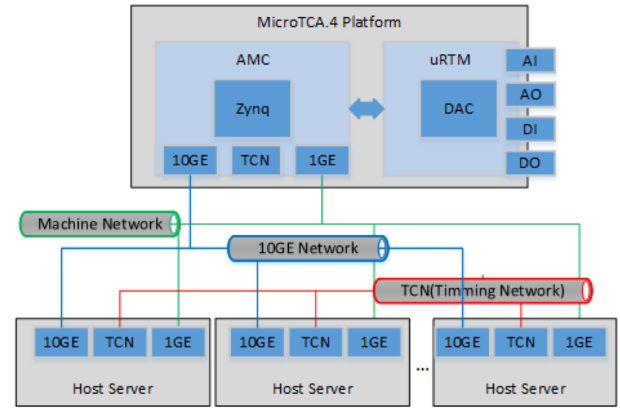 MicroTCA.4 Platform
AMC
uRTM
AI
Zynq
DAC
AO
DI
10GE
TCN
1GE
DO
Machine Network
10GE Network
TCN(Timming Network)
10GE
TCN
1GE
10GE
TCN
1GE
10GE
TCN
1GE
...
Host Server
Host Server
Host Server